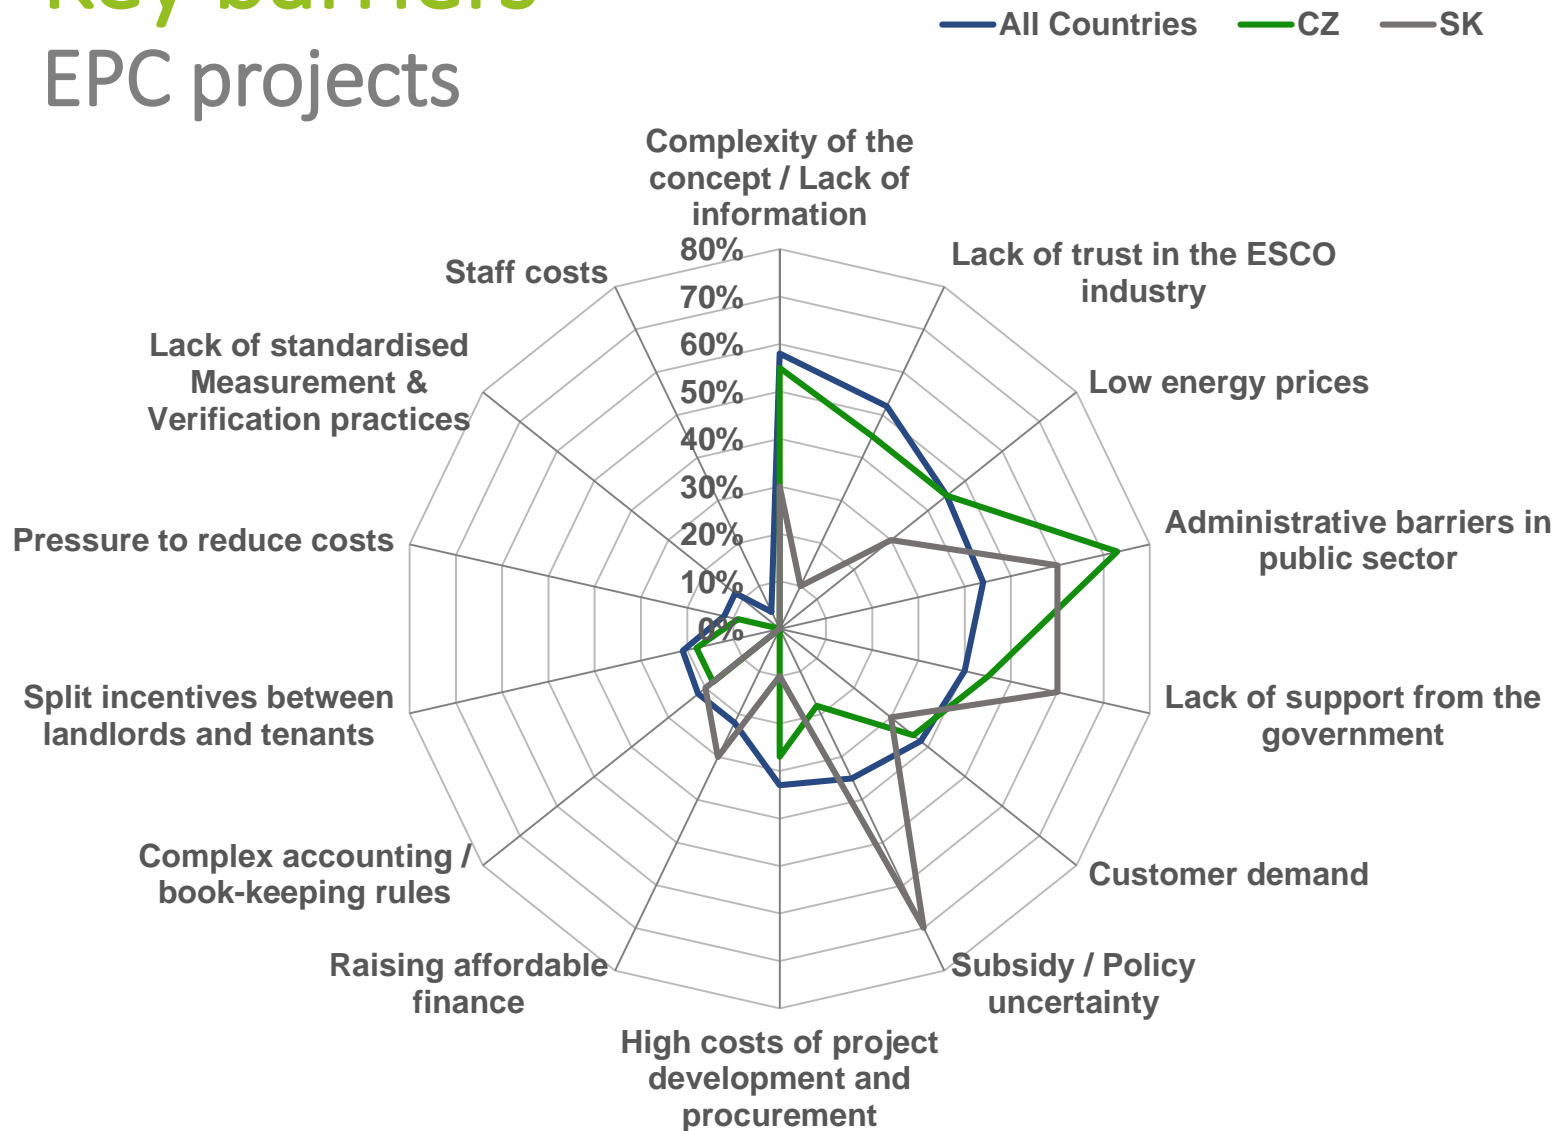 Key barriers
EPC projects
All Countries CZ SK
Complexity of the
concept / Lack of
information
Lack of trust in the ESCO
industry
Low energy prices
Administrative barriers in
public sector
Lack of support from the
government
Customer demand
Subsidy / Policy
uncertainty
High costs of project
development and
procurement
Raising affordable
finance
Complex accounting /
book-keeping rules
Split incentives between
landlords and tenants
Pressure to reduce costs
Lack of standardised
Measurement &
Verification practices
Staff costs
80%
70%
60%
50%
40%
30%
20%
10%
0%